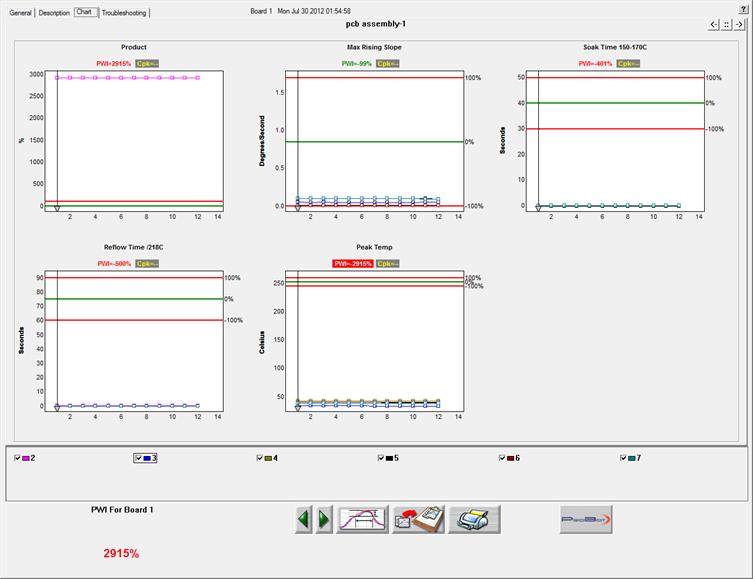 General Description Chart Troubleshooting Board 1 Mon Jul 30 2012 01:54:58 ?
pcb assembly-1 <- :: ->
Product Max Rising Slope Soak Time 150-170C
PWI=2915% Cpk=-- PWI=-99% Cpk=-- PWI=-401% Cpk=--
3000
2500
2000
1500
1000
500
0
%
2 4 6 8 10 12 14
1.5
1.0
0.5
0.0
Degrees/Second
100%
0%
-100%
2 4 6 8 10 12 14
50
40
30
20
10
0
Seconds
100%
0%
-100%
2 4 6 8 10 12 14
Reflow Time /218C Peak Temp
PWI=-500% Cpk=-- PWI=-2915% Cpk=--
90
80
70
60
50
40
30
20
10
0
Seconds
100%
0%
-100%
2 4 6 8 10 12 14
250
200
150
100
50
Celsius
100%
0%
-100%
2 4 6 8 10 12 14
2 3 4 5 6 7
PWI For Board 1
2915%